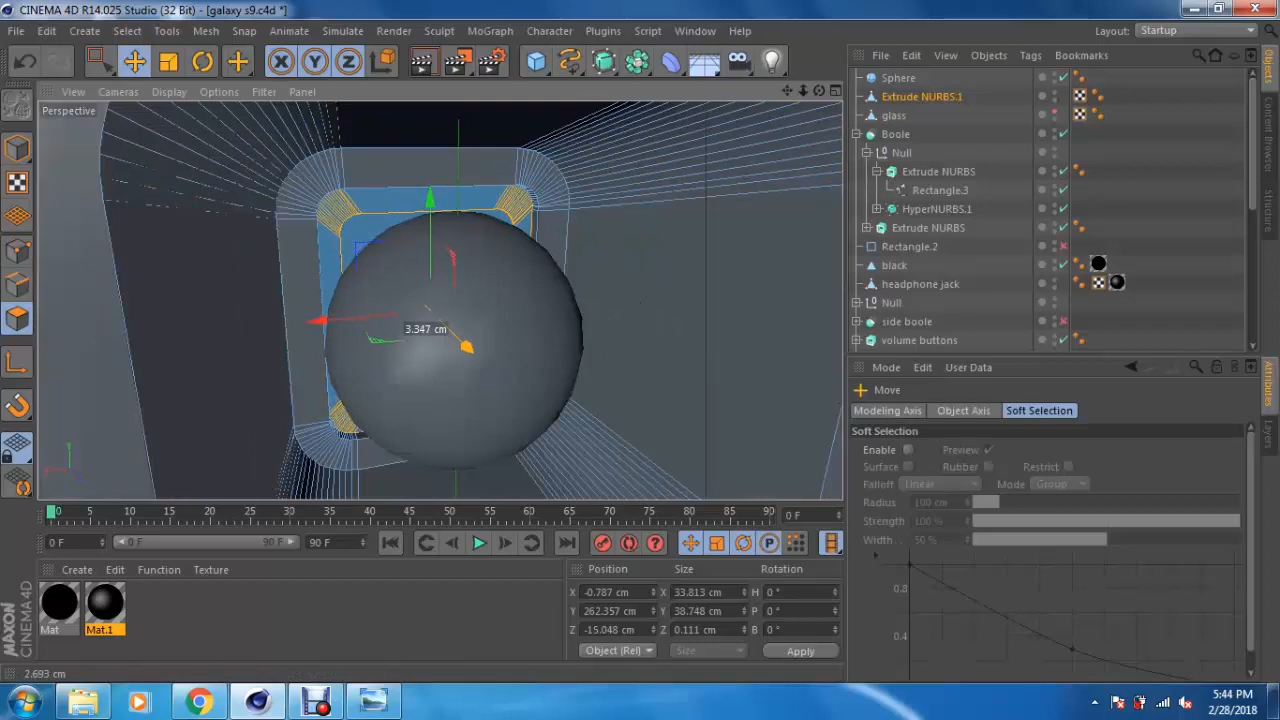 CINEMA 4D R14.025 Studio (32 Bit) - [galaxy s9.c4d *]
File Edit Create Select Tools Mesh Snap Animate Simulate Render Sculpt MoGraph Character Plugins Script Window Help
Layout: Startup
X Y Z
View Cameras Display Options Filter Panel
Perspective
3.347 cm
File Edit View Objects Tags Bookmarks
Sphere
Extrude NURBS.1
glass
Boole
Null
Extrude NURBS
Rectangle.3
HyperNURBS.1
Extrude NURBS
Rectangle.2
black
headphone jack
Null
side boole
volume buttons
Objects
Content Browser
Structure
Mode Edit User Data
Move
Modeling Axis Object Axis Soft Selection
Soft Selection
Enable Preview
Surface Rubber Restrict
Falloff Linear Mode Group
Radius 100 cm
Strength 100 %
Width 50 %
0.8
0.4
Attributes
Layers
0 5 10 15 20 25 30 35 40 45 50 55 60 65 70 75 80 85 90 0 F
0 F 0 F 90 F 90 F
Create Edit Function Texture
Mat Mat.1
Position Size Rotation
X -0.787 cm X 33.813 cm H 0 °
Y 262.357 cm Y 38.748 cm P 0 °
Z -15.048 cm Z 0.111 cm B 0 °
Object (Rel) Size Apply
MAXON
CINEMA 4D
2.693 cm
5:44 PM
2/28/2018